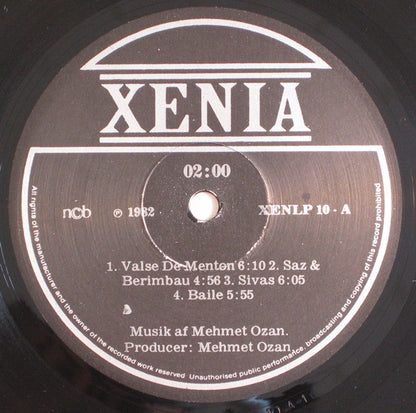 XENIA
02:00
ncb
℗ 1982
XENLP 10 - A
1. Valse De Menton 6:10 2. Saz &
Berimbau 4:56 3. Sivas 6:05
4. Baile 5:55
Musik af Mehmet Ozan.
Producer: Mehmet Ozan.
All rights of the manufacturer and the owner of the recorded work reserved Unauthorised public performance, broadcasting and copying of this record prohibited